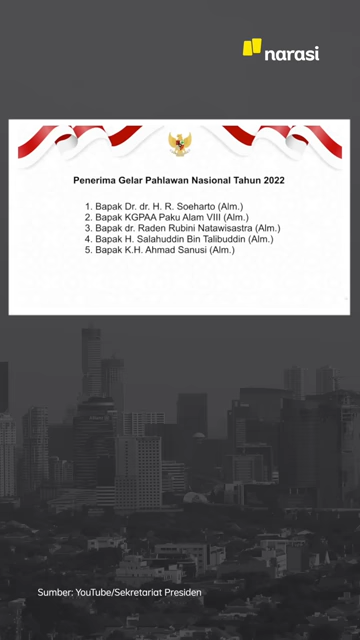 narasi
Penerima Gelar Pahlawan Nasional Tahun 2022
1. Bapak Dr. dr. H. R. Soeharto (Alm.)
2. Bapak KGPAA Paku Alam VIII (Alm.)
3. Bapak dr. Raden Rubini Natawisastra (Alm.)
4. Bapak H. Salahuddin Bin Talibuddin (Alm.)
5. Bapak K.H. Ahmad Sanusi (Alm.)
Sumber: YouTube/Sekretariat Presiden